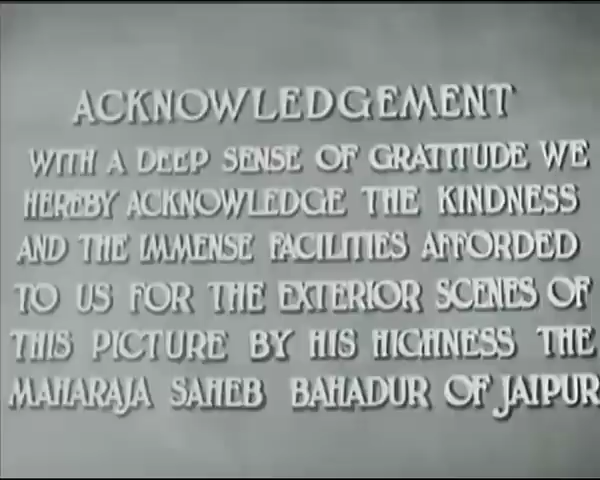 ACKNOWLEDGEMENT
WITH A DEEP SENSE OF GRATITUDE WE
HEREBY ACKNOWLEDGE THE KINDNESS
AND THE IMMENSE FACILITIES AFFORDED
TO US FOR THE EXTERIOR SCENES OF
THIS PICTURE BY HIS HIGHNESS THE
MAHARAJA SAHEB BAHADUR OF JAIPUR